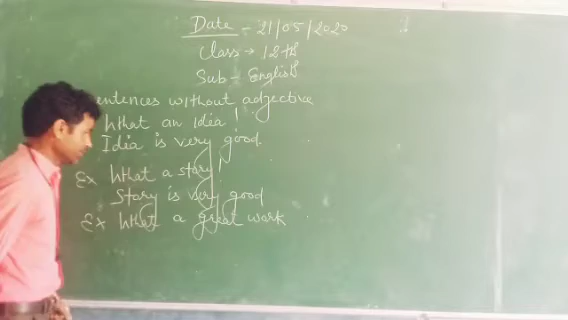 Date - 21/05/2020
Class → 12th
Sub - English
entences without adjective
What an Idea!
Idea is very good.
Ex What a story!
Story is very good
Ex What a great work